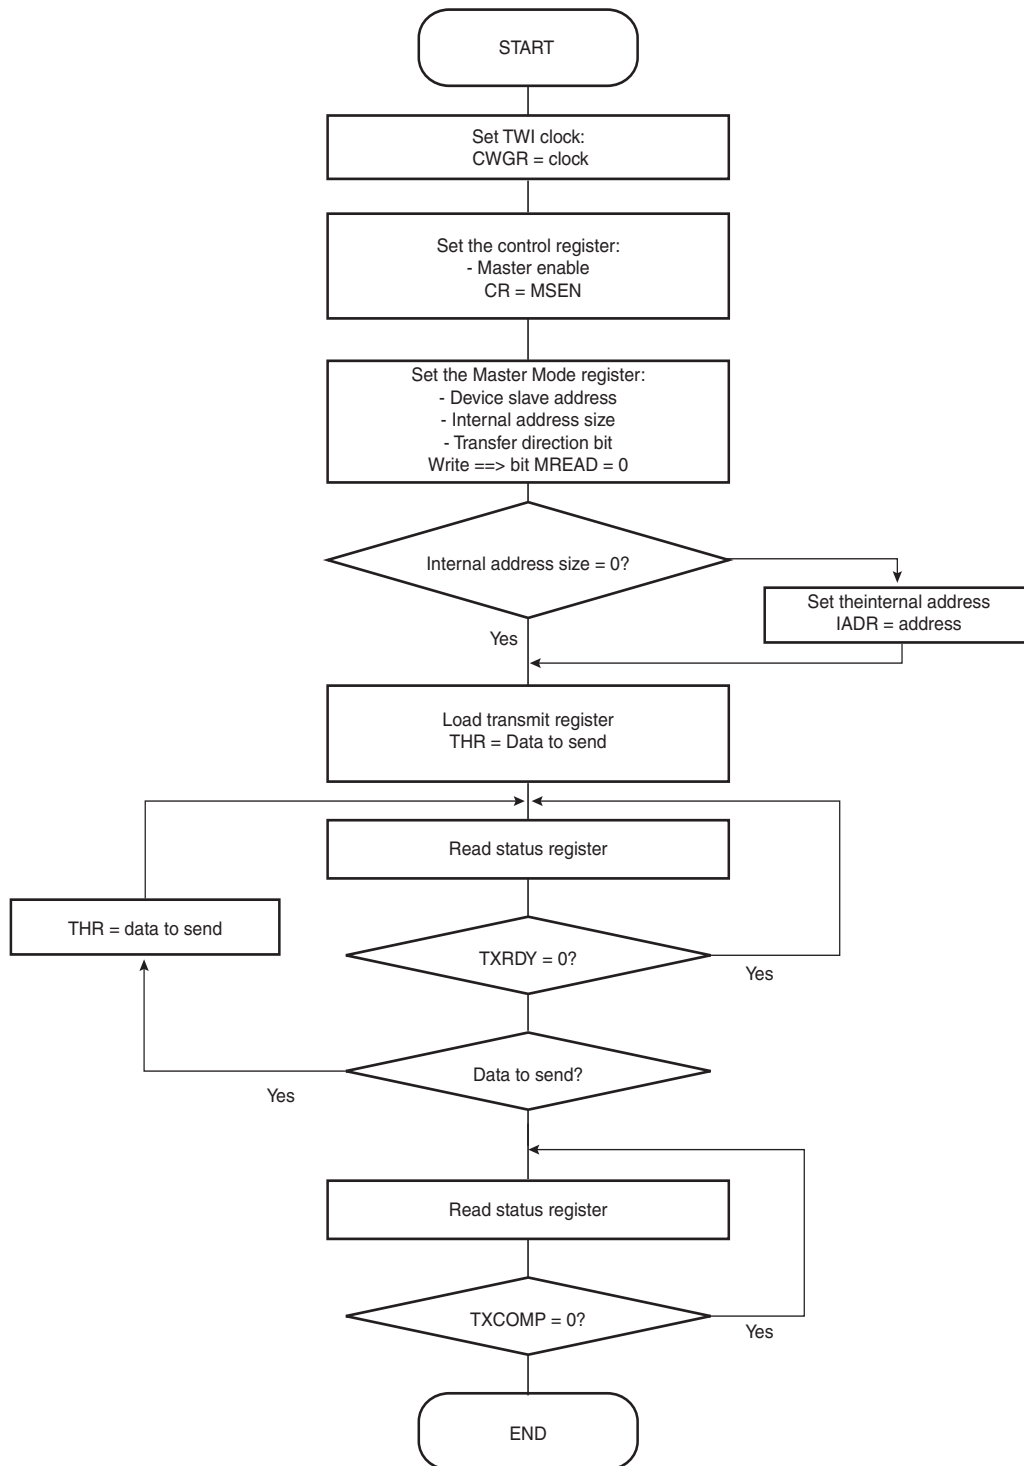 START
Set TWI clock:
CWGR = clock
Set the control register:
- Master enable
CR = MSEN
Set the Master Mode register:
- Device slave address
- Internal address size
- Transfer direction bit
Write ==> bit MREAD = 0
Internal address size = 0?
Set theinternal address
IADR = address
Yes
Load transmit register
THR = Data to send
Read status register
THR = data to send
TXRDY = 0?
Yes
Data to send?
Yes
Read status register
TXCOMP = 0?
Yes
END